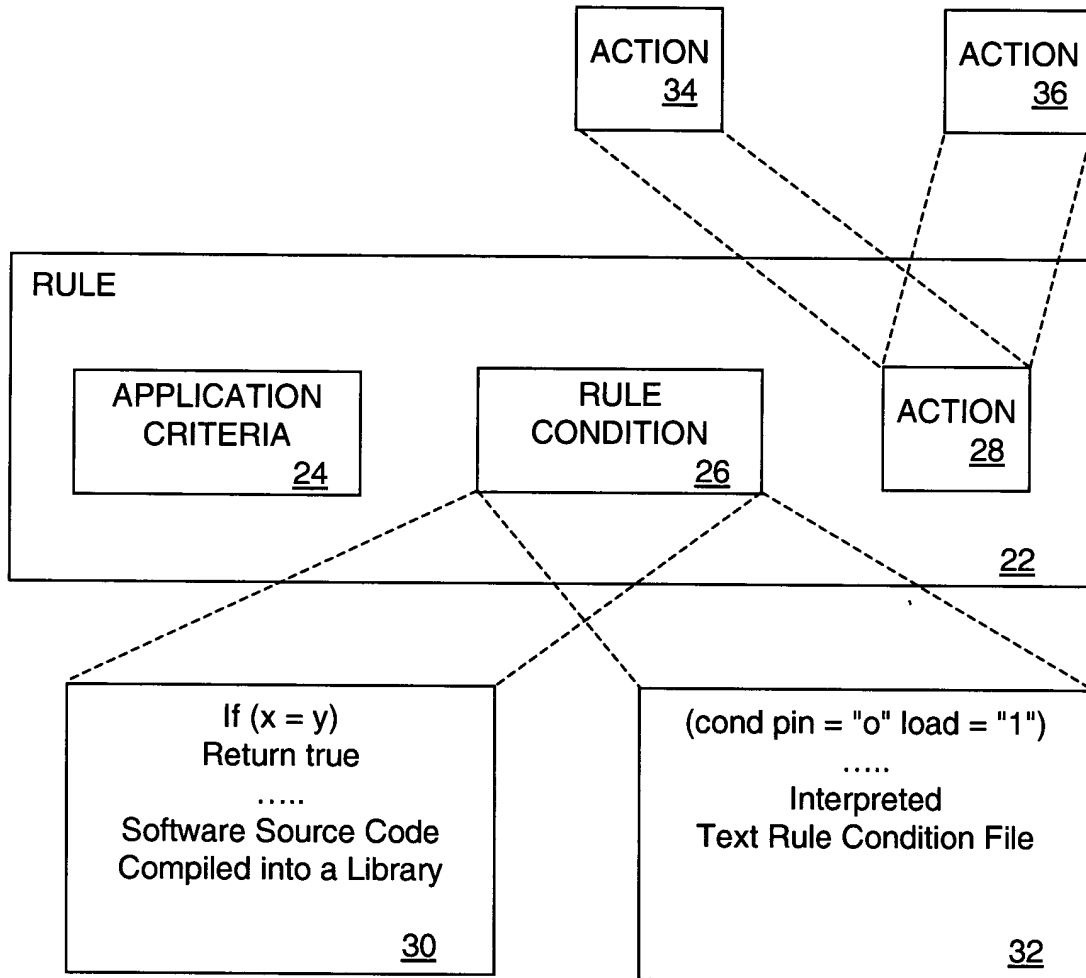 ACTION
34
ACTION
36
RULE
APPLICATION
CRITERIA
24
RULE
CONDITION
26
ACTION
28
22
If (x = y)
Return true
.....
Software Source Code
Compiled into a Library
30
(cond pin = "o" load = "1")
.....
Interpreted
Text Rule Condition File
32